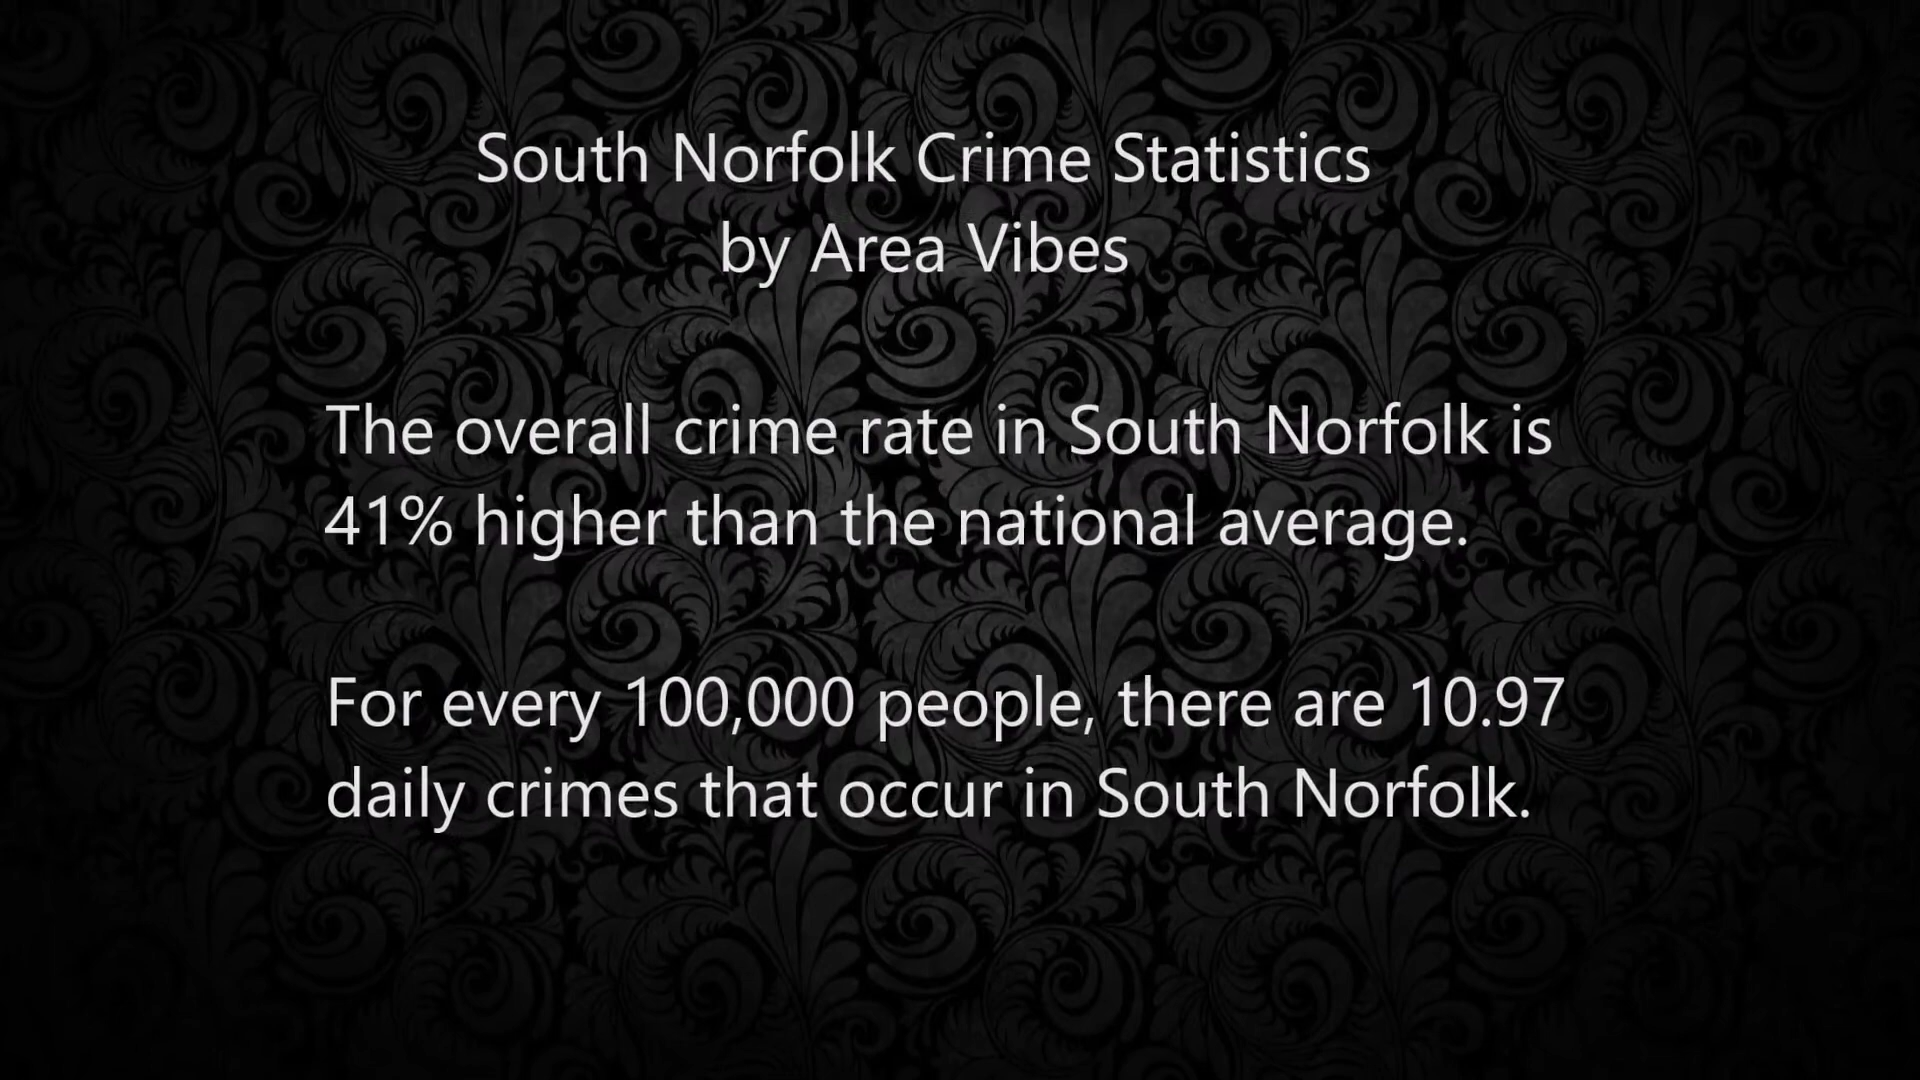 South Norfolk Crime Statistics
by Area Vibes
The overall crime rate in South Norfolk is
41% higher than the national average.
For every 100,000 people, there are 10.97
daily crimes that occur in South Norfolk.